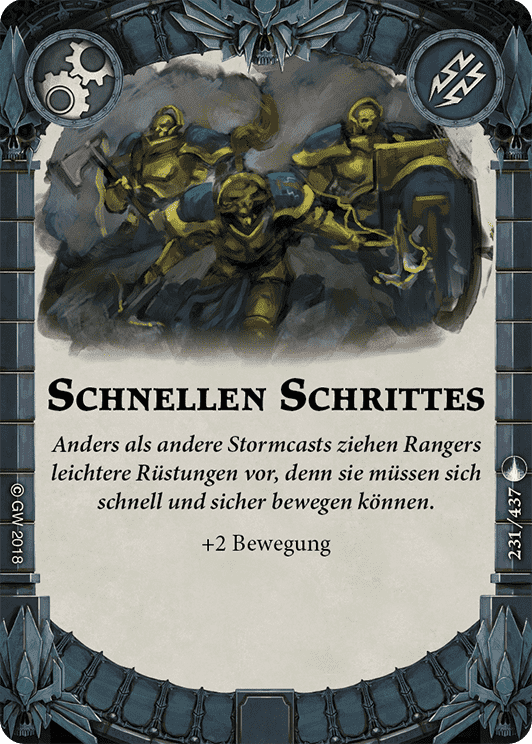 Schnellen Schrittes
Anders als andere Stormcasts ziehen Rangers
leichtere Rüstungen vor, denn sie müssen sich
schnell und sicher bewegen können.
+2 Bewegung
© GW 2018
231/437